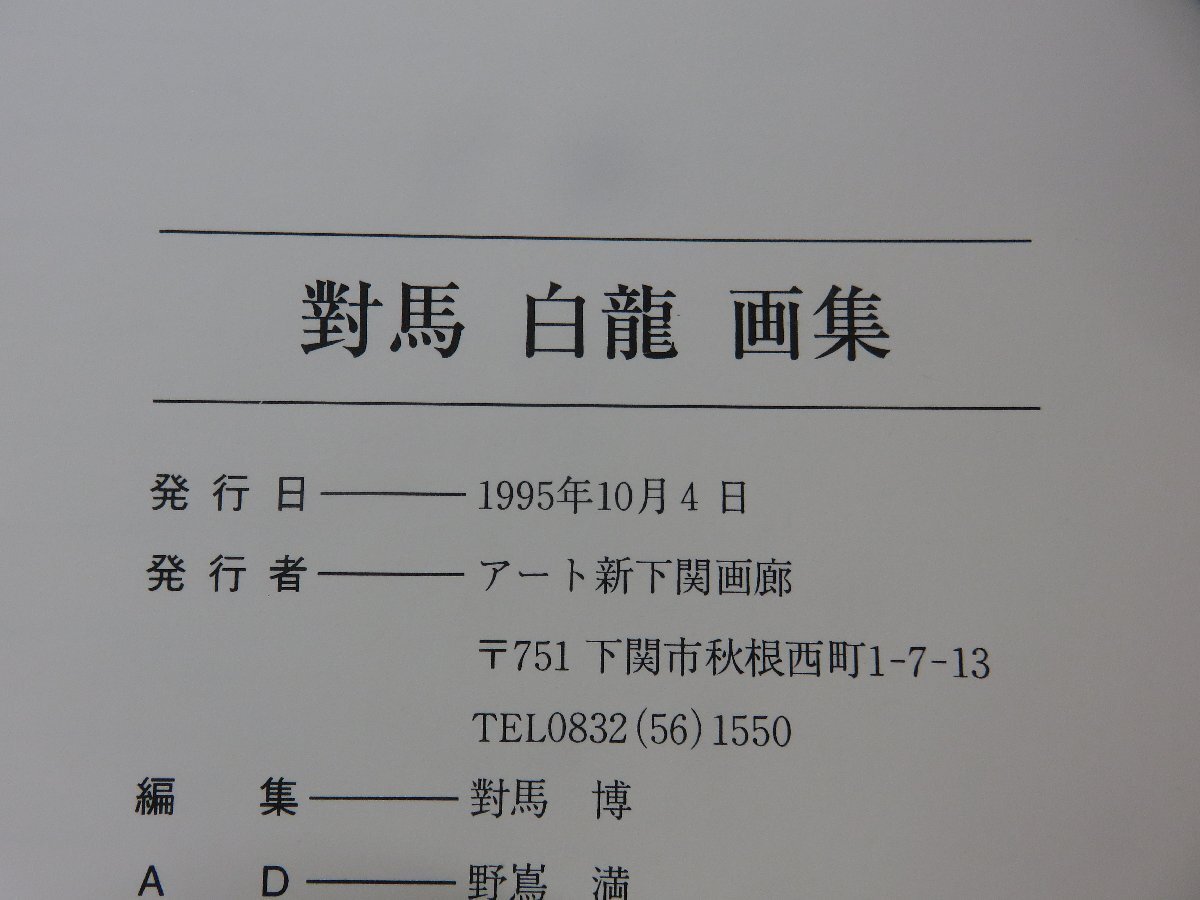 對馬 白龍 画集
発行日――1995年10月4日
発行者――アート新下関画廊
〒751 下関市秋根西町1-7-13
TEL0832(56)1550
編 集――對馬 博
A D――野嶌 満